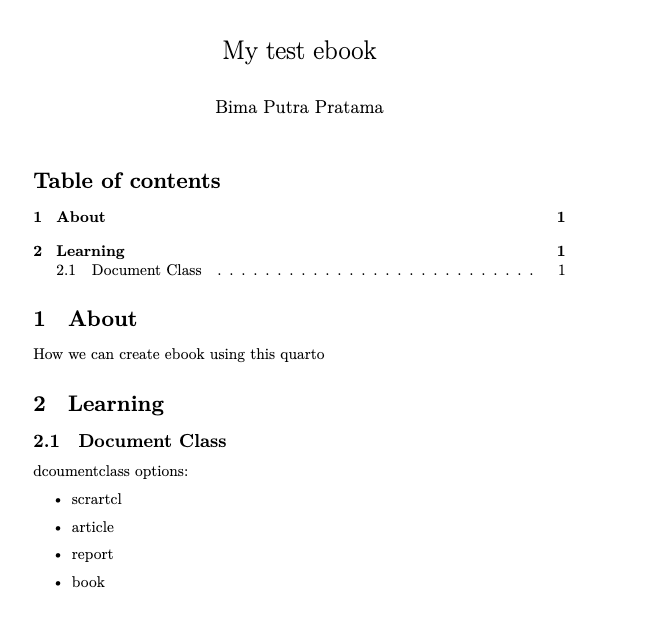 My test ebook
Bima Putra Pratama
Table of contents
1 About 1
2 Learning 1
2.1 Document Class . . . . . . . . . . . . . . . . . . . . . . . . . . . 1
1 About
How we can create ebook using this quarto
2 Learning
2.1 Document Class
dcoumentclass options:
• scrartcl
• article
• report
• book